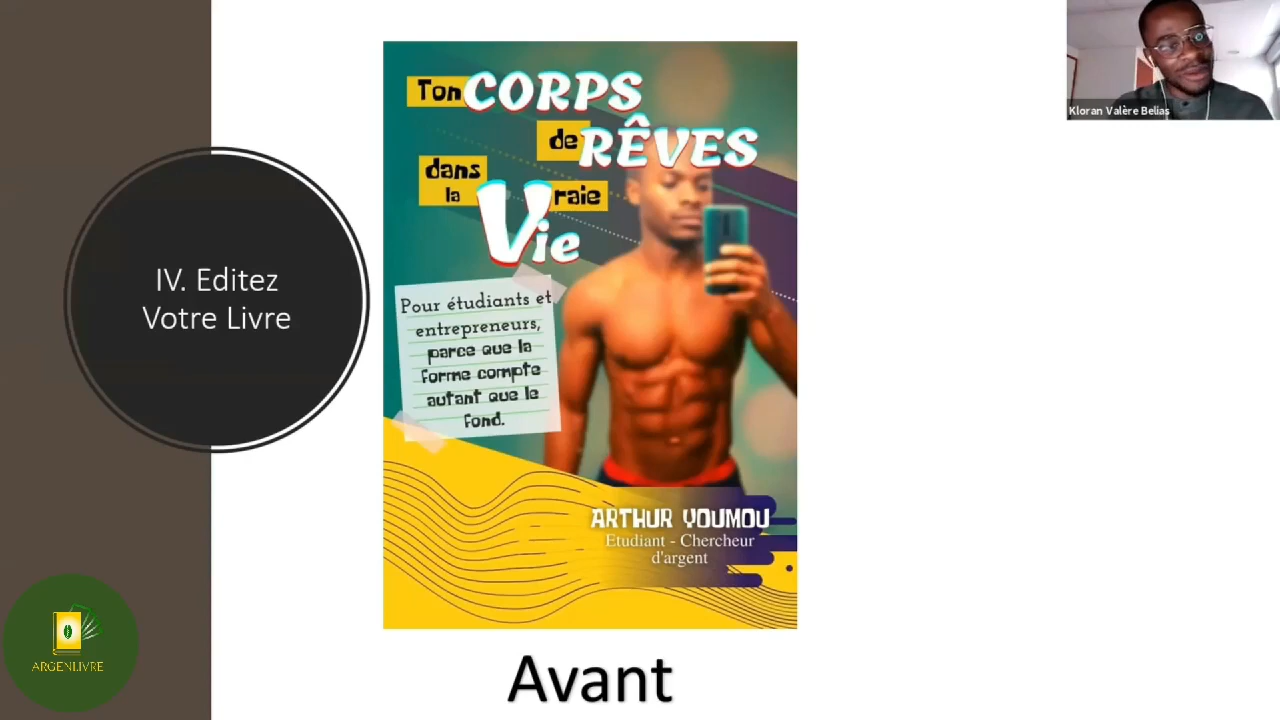 IV. Editez
Votre Livre
Ton CORPS
de RÊVES
dans
la Vraie
Vie
Pour étudiants et
entrepreneurs,
parce que la
forme compte
autant que le
fond.
ARTHUR YOUMOU
Etudiant - Chercheur
d'argent
Avant
ARGENLIVRE
Kloran Valère Belias